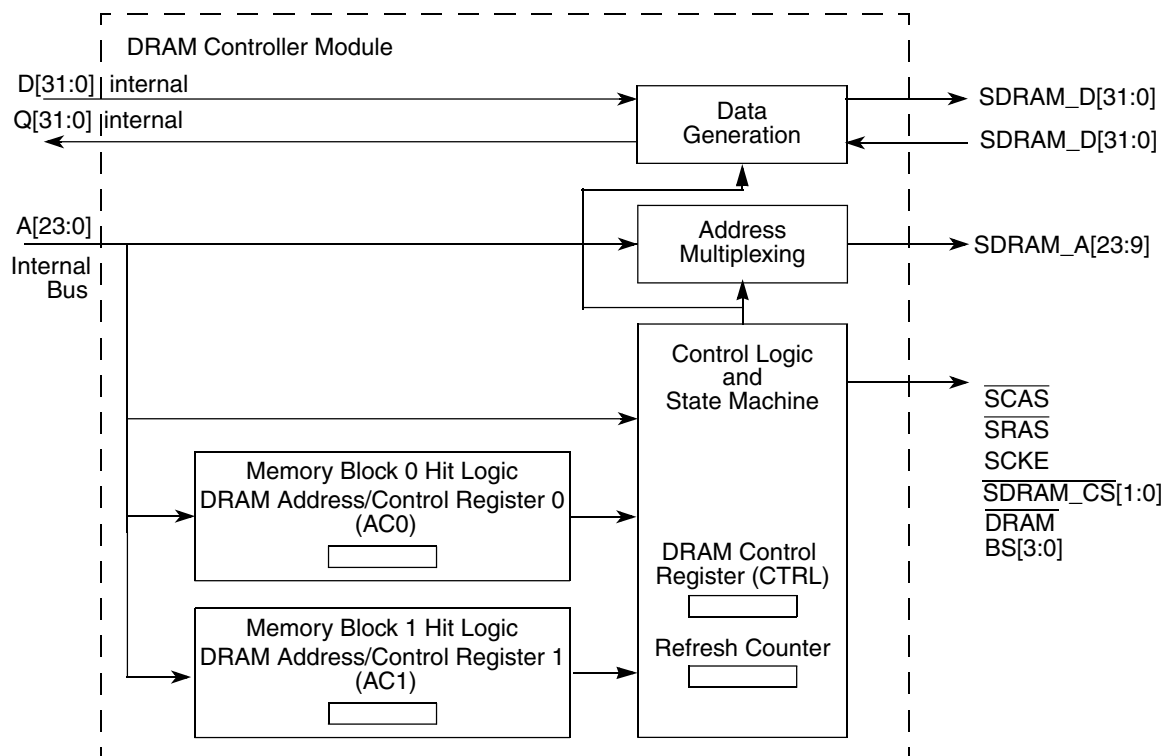 DRAM Controller Module
D[31:0] internal
Q[31:0] internal
Data
Generation
SDRAM_D[31:0]
SDRAM_D[31:0]
A[23:0]
Internal
Bus
Address
Multiplexing
SDRAM_A[23:9]
Control Logic
and
State Machine
SCAS
SRAS
SCKE
SDRAM_CS[1:0]
DRAM
BS[3:0]
Memory Block 0 Hit Logic
DRAM Address/Control Register 0
(AC0)
DRAM Control
Register (CTRL)
Memory Block 1 Hit Logic
DRAM Address/Control Register 1
(AC1)
Refresh Counter